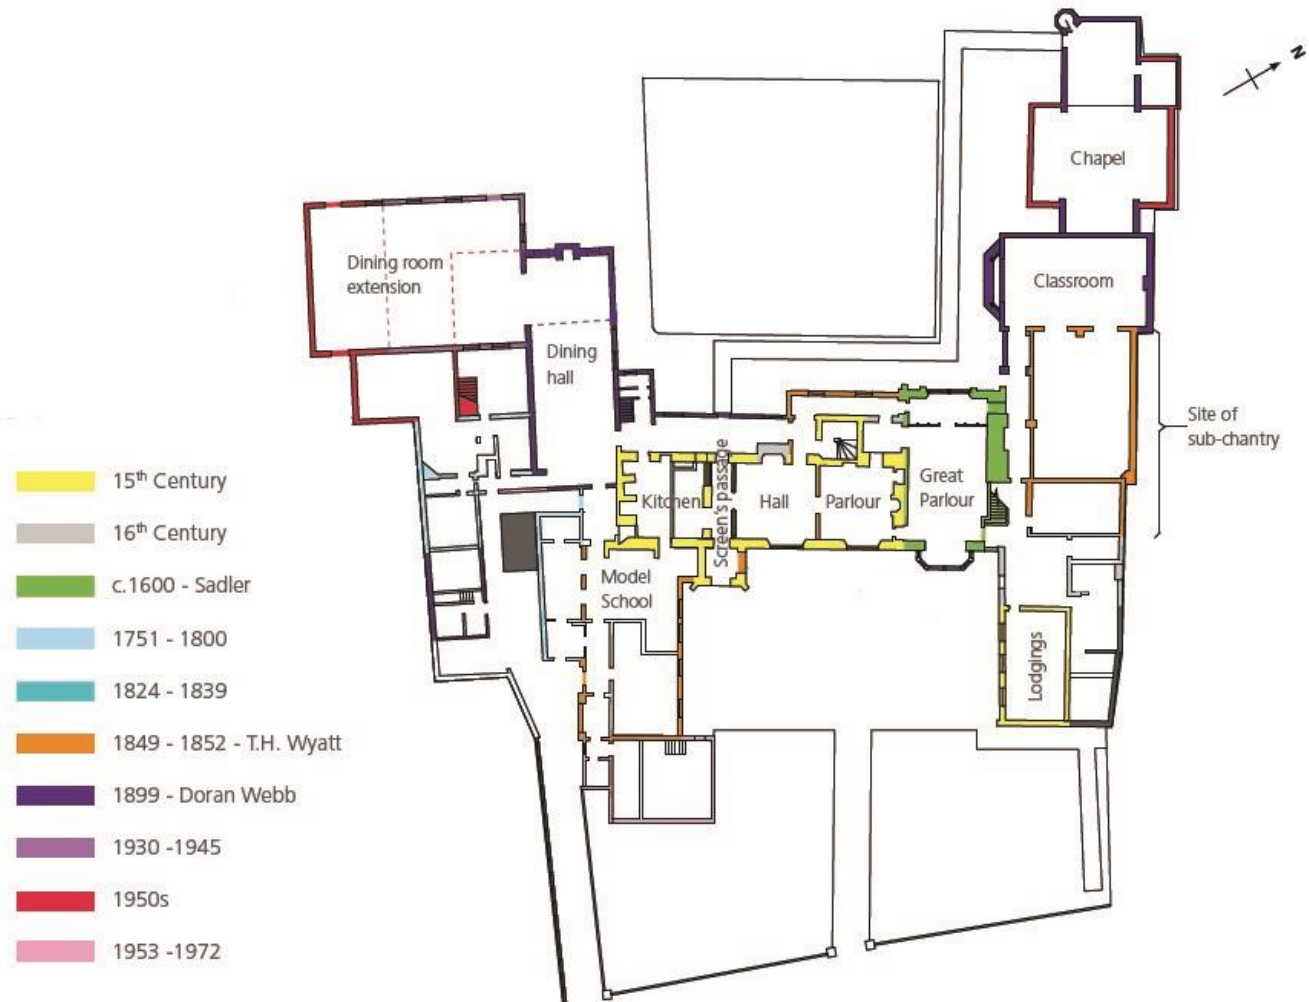 N
Chapel
Classroom
Dining room
extension
Dining
hall
Site of
sub-chantry
Kitchen
Screen's passage
Hall
Parlour
Great
Parlour
Model
School
Lodgings
15th Century
16th Century
c.1600 - Sadler
1751 - 1800
1824 - 1839
1849 - 1852 - T.H. Wyatt
1899 - Doran Webb
1930 -1945
1950s
1953 -1972